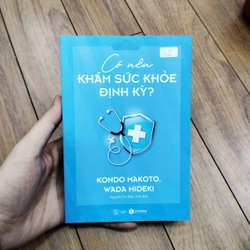 Có nên
KHÁM SỨC KHỎE
ĐỊNH KỲ?
KONDO MAKOTO,
WADA HIDEKI